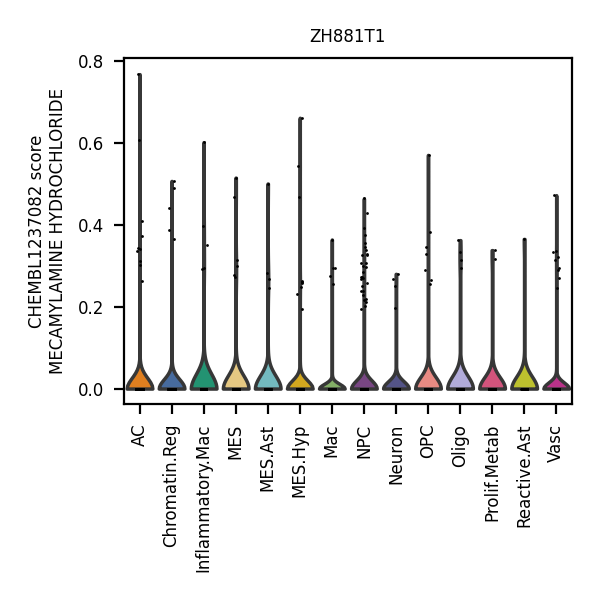 ZH881T1
CHEMBL1237082 score
MECAMYLAMINE HYDROCHLORIDE
0.8
0.6
0.4
0.2
0.0
AC
Chromatin.Reg
Inflammatory.Mac
MES
MES.Ast
MES.Hyp
Mac
NPC
Neuron
OPC
Oligo
Prolif.Metab
Reactive.Ast
Vasc